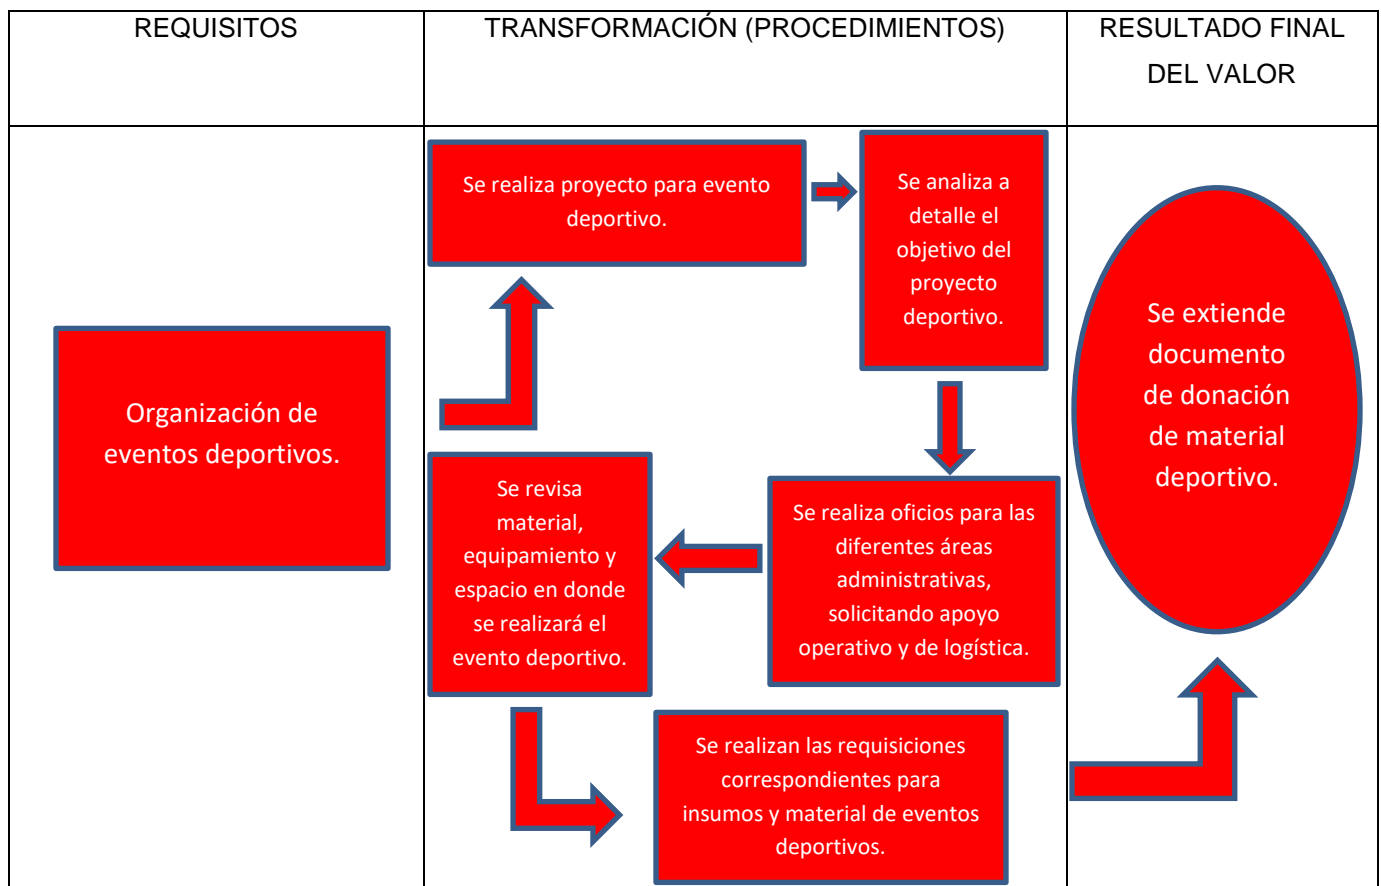 REQUISITOS
TRANSFORMACIÓN (PROCEDIMIENTOS)
RESULTADO FINAL
DEL VALOR
Organización de
eventos deportivos.
Se realiza proyecto para evento
deportivo.
Se analiza a
detalle el
objetivo del
proyecto
deportivo.
Se realiza oficios para las
diferentes áreas
administrativas,
solicitando apoyo
operativo y de logística.
Se revisa
material,
equipamiento y
espacio en donde
se realizará el
evento deportivo.
Se realizan las requisiciones
correspondientes para
insumos y material de eventos
deportivos.
Se extiende
documento
de donación
de material
deportivo.